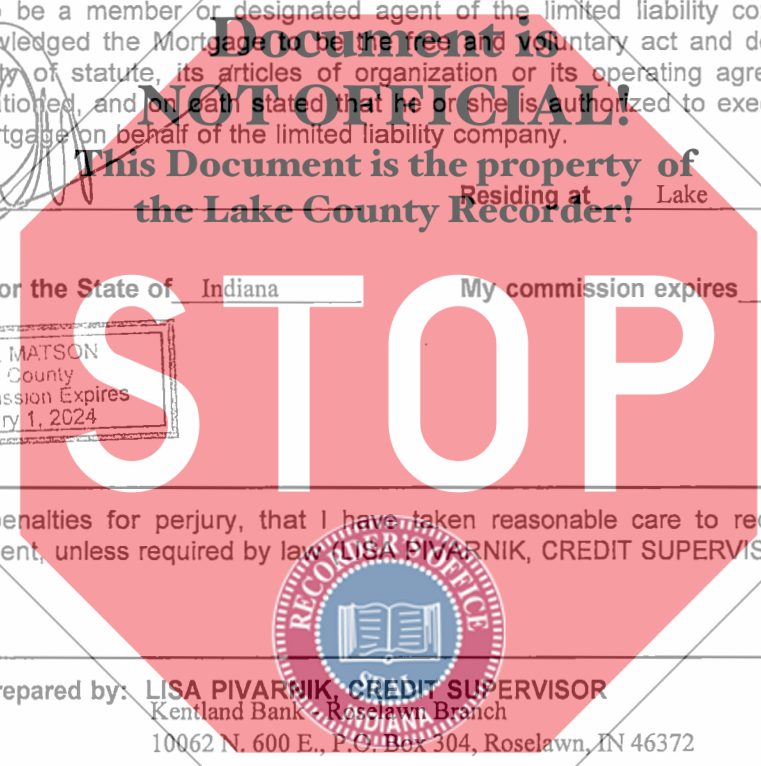 be a member or designated agent of the limited liability co
wledged the Mortgage to be the free and voluntary act and d
Document is
ty of statute, its articles of organization or its operating agre
NOT OFFICIAL!
tioned, and on oath stated that he or she is authorized to exe
rtgage on behalf of the limited liability company.
This Document is the property of
the Lake County Recorder!
Residing at Lake
or the State of Indiana My commission expires
STOP
MATSON
County
ssion Expires
ry 1, 2024
penalties for perjury, that I have taken reasonable care to re
ent, unless required by law (LISA PIVARNIK, CREDIT SUPERVIS
RECORDER'S OFFICE
SEAL
INDIANA
repared by: LISA PIVARNIK, CREDIT SUPERVISOR
Kentland Bank - Roselawn Branch
10062 N. 600 E., P.O. Box 304, Roselawn, IN 46372